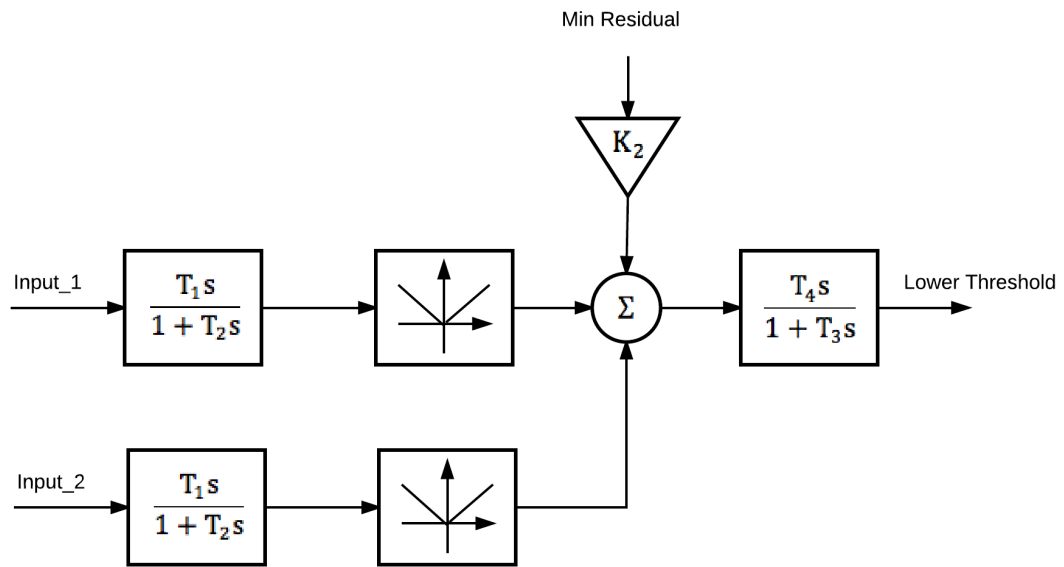 Min Residual
K₂
Input_1
T₁s
1 + T₂s
Σ
T₄s
1 + T₃s
Lower Threshold
Input_2
T₁s
1 + T₂s